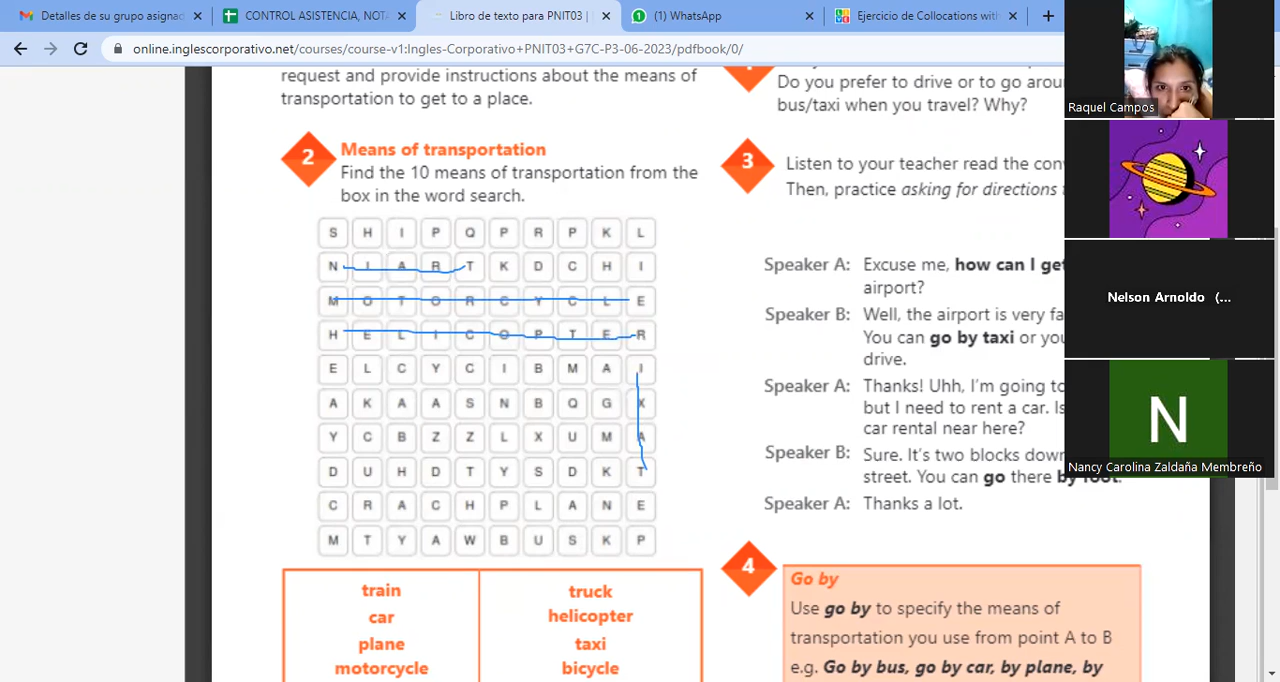 Detalles de su grupo asignad
CONTROL ASISTENCIA, NOT
Libro de texto para PNIT03 |
(1) WhatsApp
Ejercicio de Collocations with
online.inglescorporativo.net/courses/course-v1:Ingles-Corporativo+PNIT03+G7C-P3-06-2023/pdfbook/0/
request and provide instructions about the means of
transportation to get to a place.
2
Means of transportation
Find the 10 means of transportation from the
box in the word search.
S H I P Q P R P K L
N I A R T K D C H I
M O T O R C Y C L E
H E L I C O P T E R
E L C Y C I B M A I
A K A A S N B Q G X
Y C B Z Z L X U M A
D U H D T Y S D K T
C R A C H P L A N E
M T Y A W B U S K P
train
car
plane
motorcycle
truck
helicopter
taxi
bicycle
Do you prefer to drive or to go arou
bus/taxi when you travel? Why?
3
Listen to your teacher read the con
Then, practice asking for directions
Speaker A: Excuse me, how can I get
airport?
Speaker B: Well, the airport is very fa
You can go by taxi or you
drive.
Speaker A: Thanks! Uhh, I'm going to
but I need to rent a car. Is
car rental near here?
Speaker B: Sure. It's two blocks down
street. You can go there by foot.
Speaker A: Thanks a lot.
4
Go by
Use go by to specify the means of
transportation you use from point A to B
e.g. Go by bus, go by car, by plane, by
Raquel Campos
Nelson Arnoldo (...
N
Nancy Carolina Zaldaña Membreño